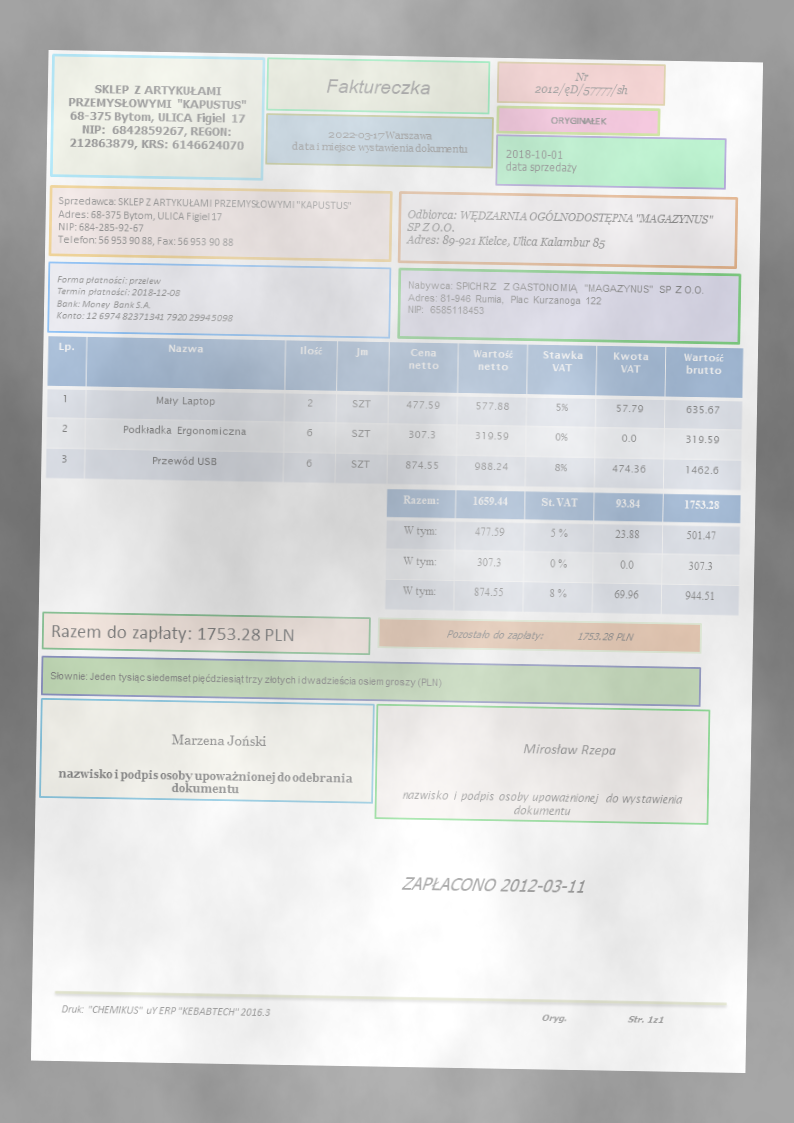 SKLEP Z ARTYKUŁAMI
PRZEMYSŁOWYMI "KAPUSTUS"
68-375 Bytom, ULICA Figiel 17
NIP: 6842859267, REGON:
212863879, KRS: 6146624070
Faktureczka
2022-03-17 Warszawa
data i miejsce wystawienia dokumentu
Nr
2012/ęD/57777/sh
ORYGINAŁEK
2018-10-01
data sprzedaży
Sprzedawca: SKLEP Z ARTYKUŁAMI PRZEMYSŁOWYMI "KAPUSTUS"
Adres: 68-375 Bytom, ULICA Figiel 17
NIP: 684-285-92-67
Telefon: 56 953 90 88, Fax: 56 953 90 88
Odbiorca: WĘDZARNIA OGÓLNODOSTĘPNA "MAGAZYNUS"
SP Z O.O.
Adres: 89-921 Kielce, Ulica Kalambur 85
Forma płatności: przelew
Termin płatności: 2018-12-08
Bank: Money Bank S.A.
Konto: 12 6974 8237 1341 7920 2994 5098
Nabywca: SPICHRZ Z GASTONOMIĄ "MAGAZYNUS" SP Z O.O.
Adres: 81-946 Rumia, Plac Kurzanoga 122
NIP: 6585118453
Lp. Nazwa Ilość Jm Cena netto Wartość netto Stawka VAT Kwota VAT Wartość brutto
1 Mały Laptop 2 SZT 477.59 577.88 5% 57.79 635.67
2 Podkładka Ergonomiczna 6 SZT 307.3 319.59 0% 0.0 319.59
3 Przewód USB 6 SZT 874.55 988.24 8% 474.36 1462.6
Razem: 1659.44 St.VAT 93.84 1753.28
W tym: 477.59 5 % 23.88 501.47
W tym: 307.3 0 % 0.0 307.3
W tym: 874.55 8 % 69.96 944.51
Razem do zapłaty: 1753.28 PLN
Pozostało do zapłaty: 1753.28 PLN
Słownie: Jeden tysiąc siedemset pięćdziesiąt trzy złotych i dwadzieścia osiem groszy (PLN)
Marzena Joński
nazwisko i podpis osoby upoważnionej do odebrania
dokumentu
Mirosław Rzepa
nazwisko i podpis osoby upoważnionej do wystawienia
dokumentu
ZAPŁACONO 2012-03-11
Druk: "CHEMIKUS" uY ERP "KEBABTECH" 2016.3
Oryg. Str. 1z1